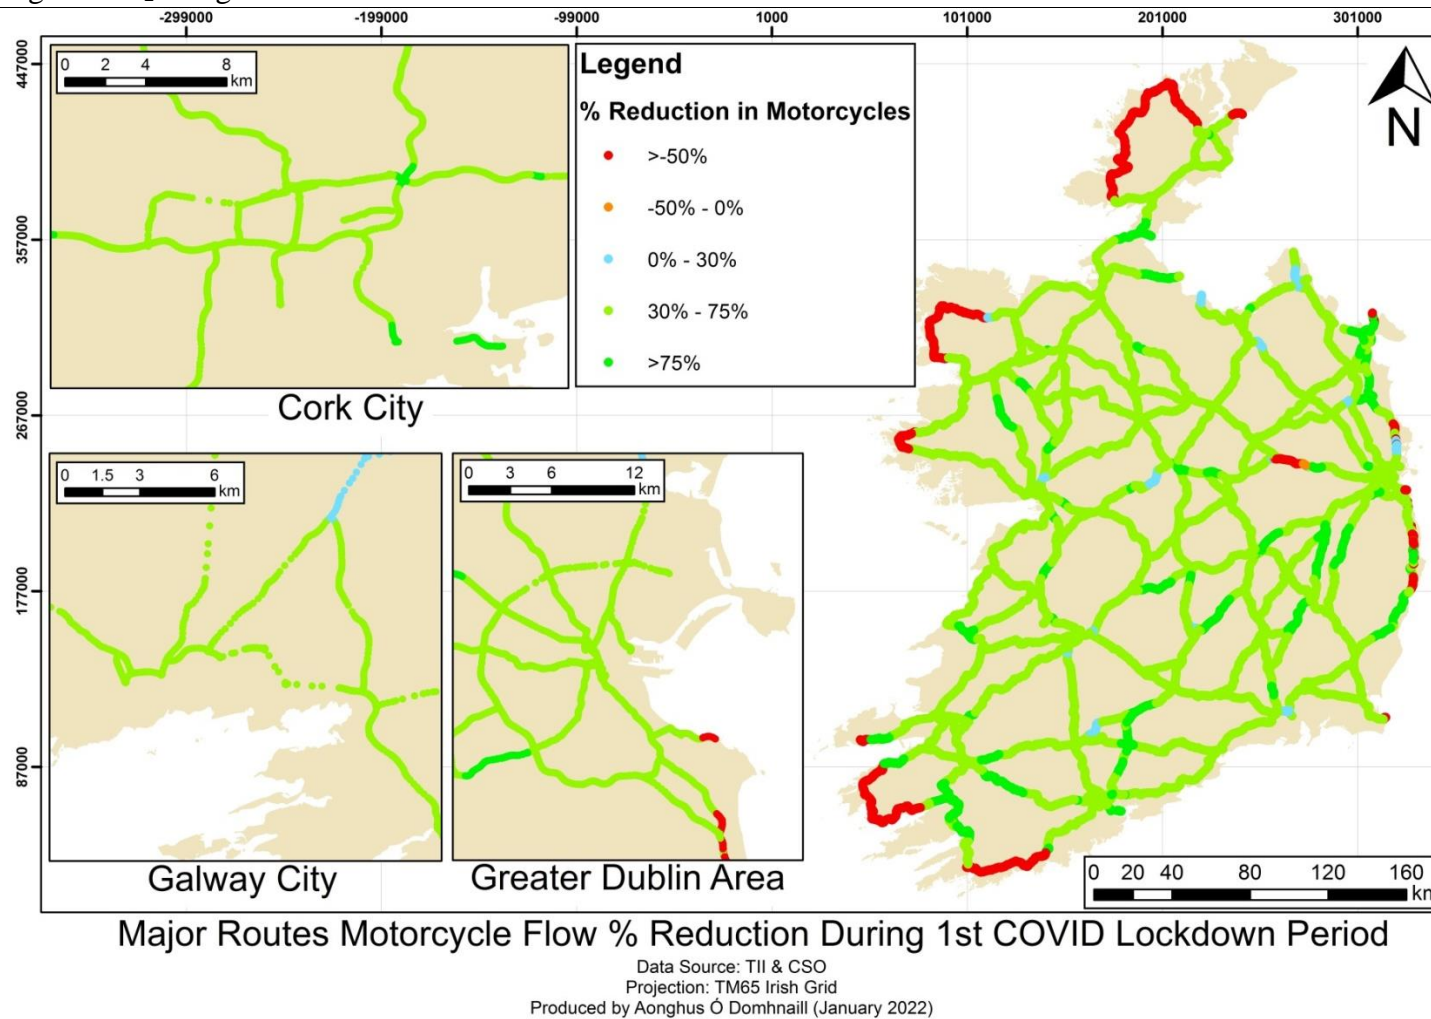 -299000 -199000 -99000 1000 101000 201000 301000
447000
357000
267000
177000
87000
0 2 4 8
km
Cork City
Legend
% Reduction in Motorcycles
>-50%
-50% - 0%
0% - 30%
30% - 75%
>75%
N
0 1.5 3 6
km
Galway City
0 3 6 12
km
Greater Dublin Area
0 20 40 80 120 160
Major Routes Motorcycle Flow % Reduction During 1st COVID Lockdown Period
Data Source: TII & CSO
Projection: TM65 Irish Grid
Produced by Aonghus Ó Domhnaill (January 2022)